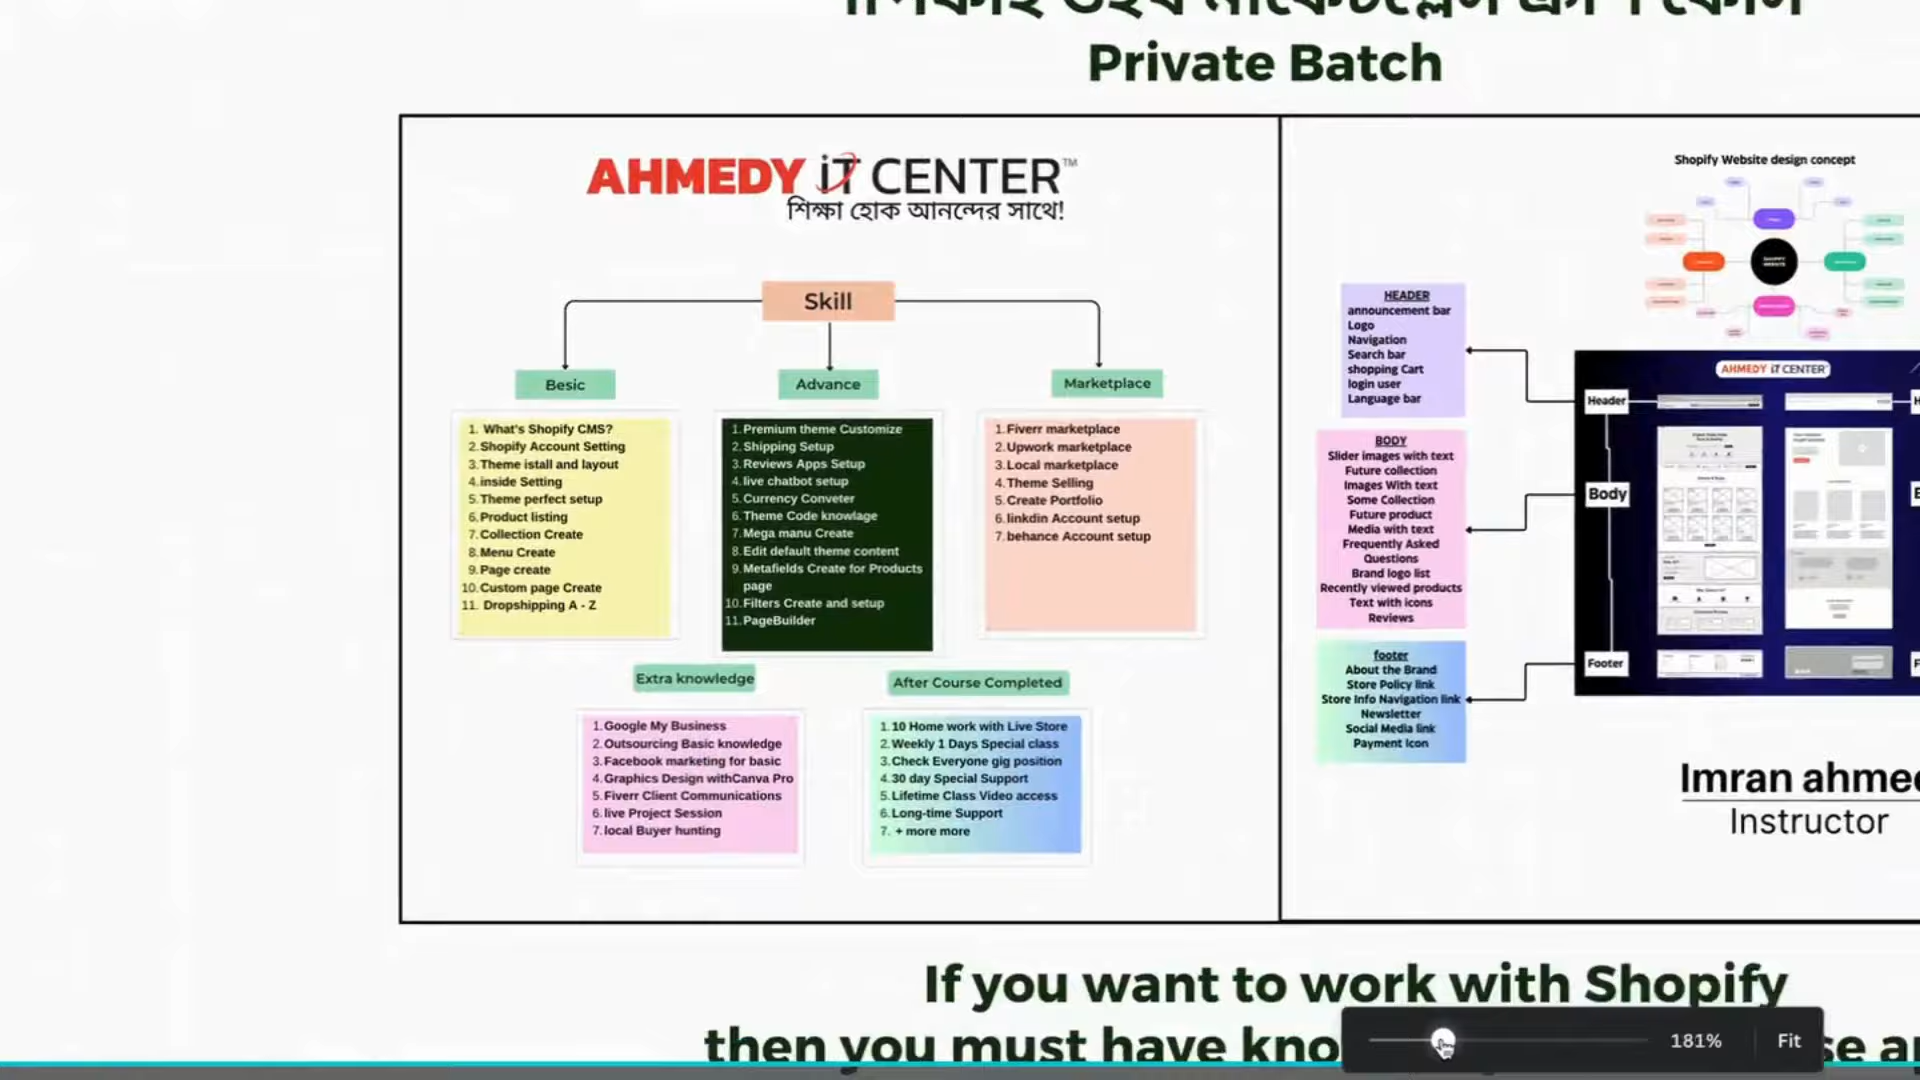 Private Batch
AHMEDY iT CENTER™
শিক্ষা হোক আনন্দের সাথে!
Skill
Besic
Advance
Marketplace
1. What's Shopify CMS?
2. Shopify Account Setting
3. Theme istall and layout
4. inside Setting
5. Theme perfect setup
6. Product listing
7. Collection Create
8. Menu Create
9. Page create
10. Custom page Create
11. Dropshipping A - Z
1. Premium theme Customize
2. Shipping Setup
3. Reviews Apps Setup
4. live chatbot setup
5. Currency Conveter
6. Theme Code knowlage
7. Mega manu Create
8. Edit default theme content
9. Metafields Create for Products
page
10. Filters Create and setup
11. PageBuilder
1. Fiverr marketplace
2. Upwork marketplace
3. Local marketplace
4. Theme Selling
5. Create Portfolio
6. linkdin Account setup
7. behance Account setup
Extra knowledge
After Course Completed
1. Google My Business
2. Outsourcing Basic knowledge
3. Facebook marketing for basic
4. Graphics Design withCanva Pro
5. Fiverr Client Communications
6. live Project Session
7. local Buyer hunting
1. 10 Home work with Live Store
2. Weekly 1 Days Special class
3. Check Everyone gig position
4. 30 day Special Support
5. Lifetime Class Video access
6. Long-time Support
7. + more more
Shopify Website design concept
HEADER
announcement bar
Logo
Navigation
Search bar
shopping Cart
login user
Language bar
BODY
Slider images with text
Future collection
Images With text
Some Collection
Future product
Media with text
Frequently Asked
Questions
Brand logo list
Recently viewed products
Text with icons
Reviews
footer
About the Brand
Store Policy link
Store Info Navigation link
Newsletter
Social Media link
Payment Icon
AHMEDY iT CENTER
Header
Body
Footer
Imran ahme
Instructor
If you want to work with Shopify
then you must have kno
181%
Fit